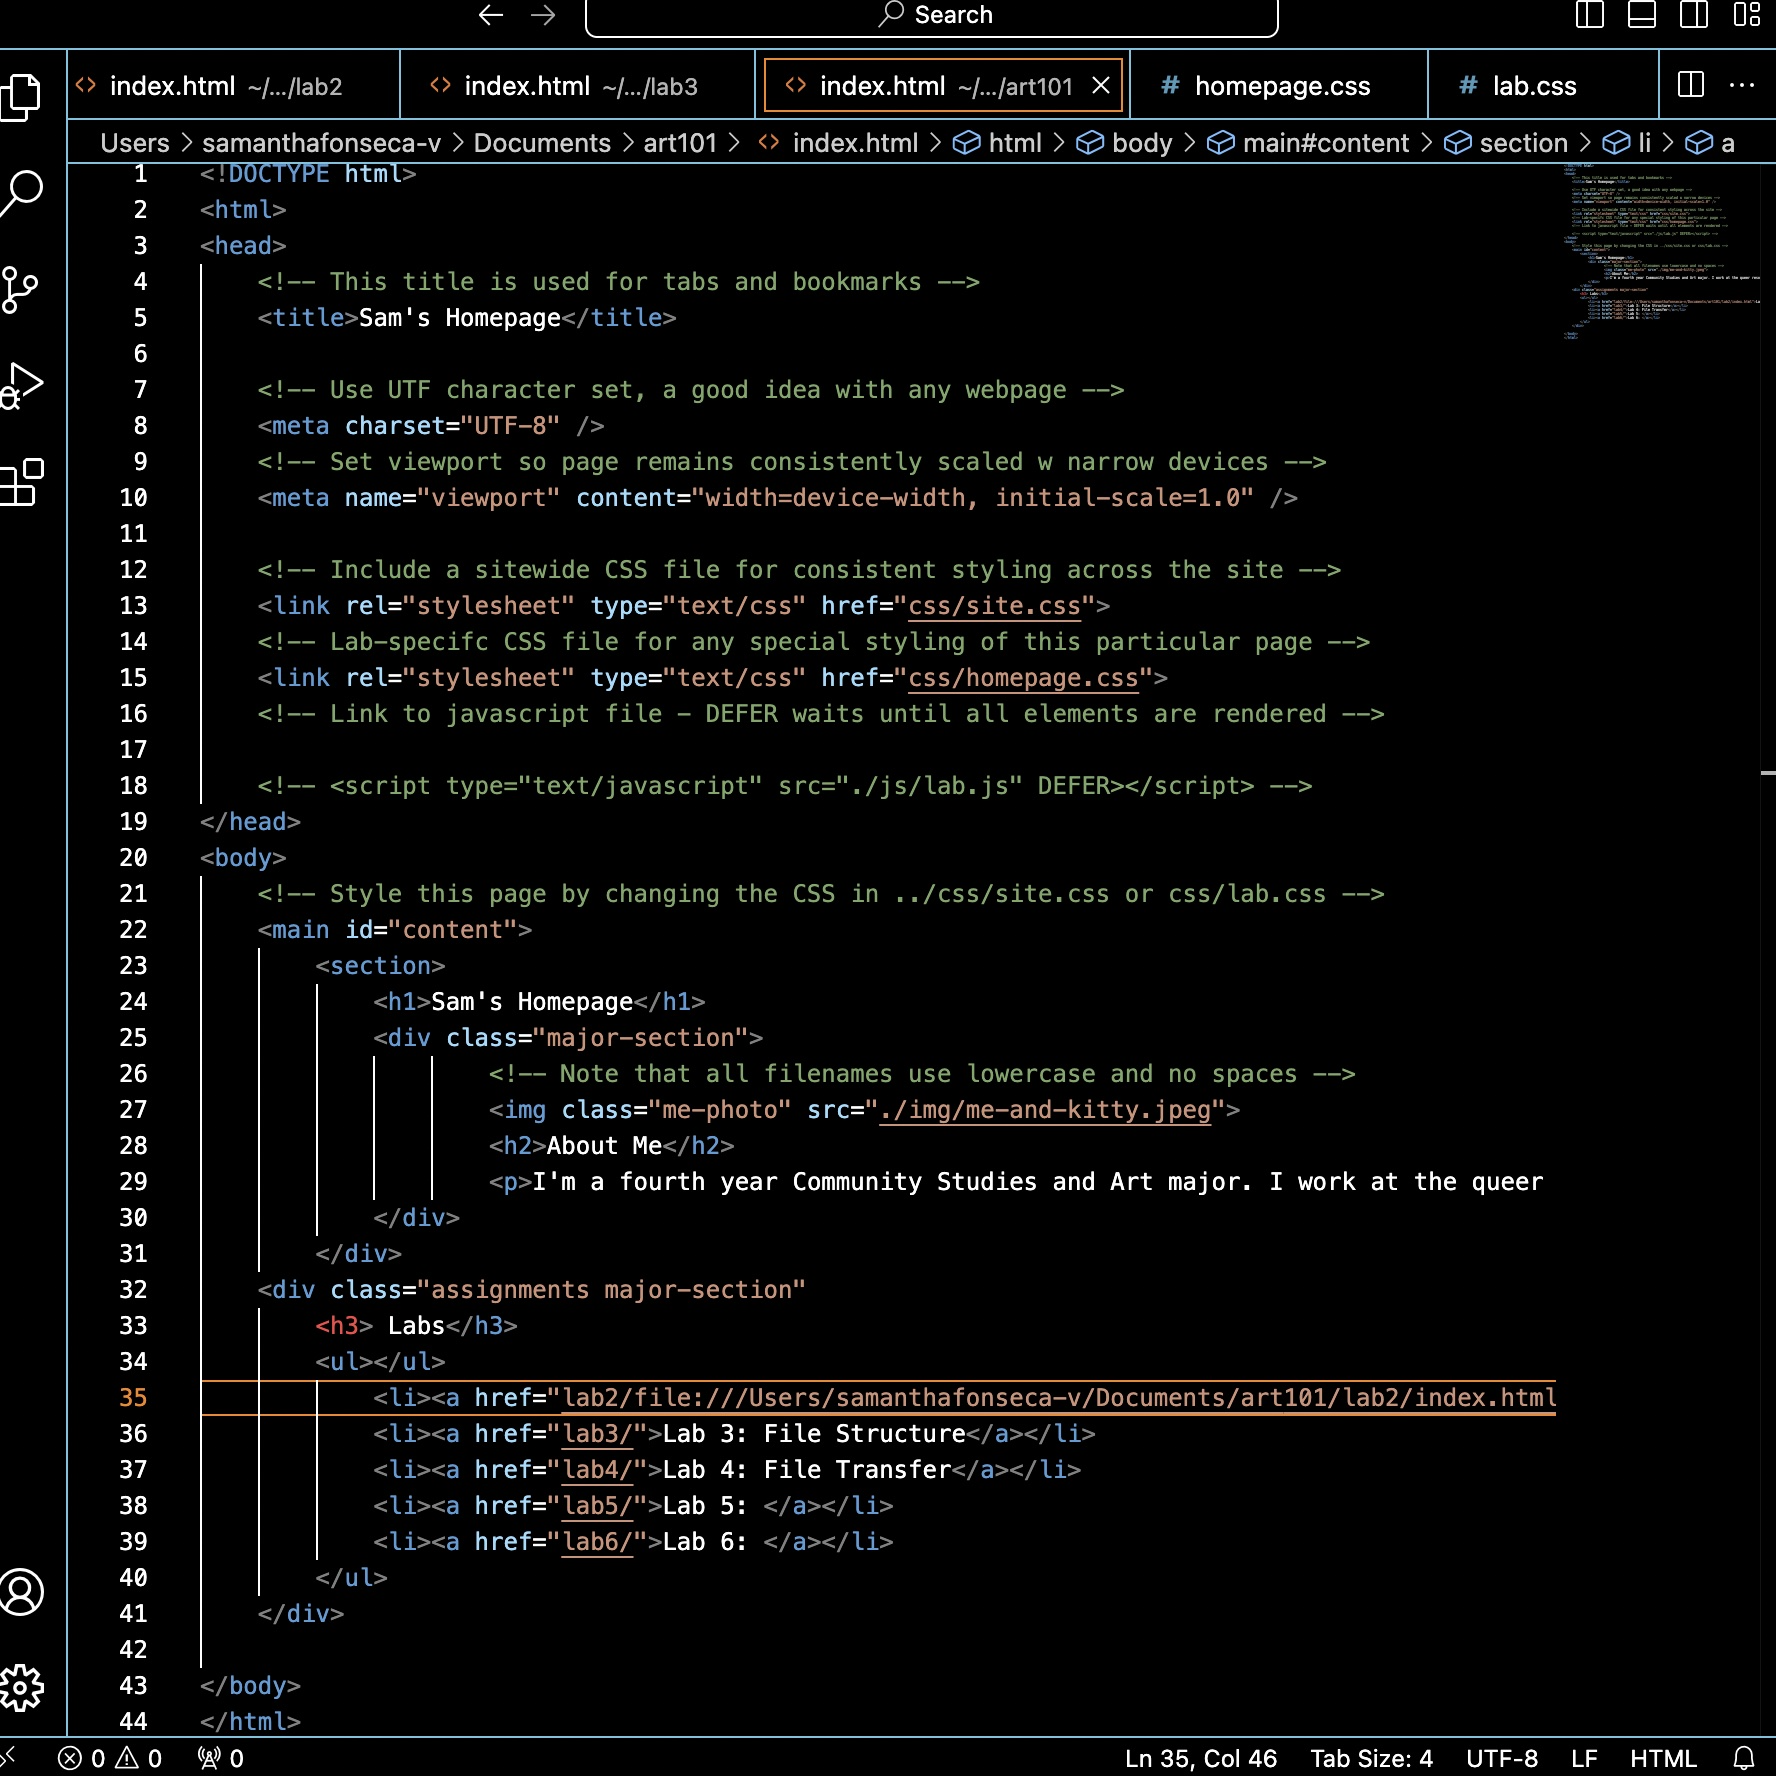 Search
index.html ~/.../lab2 index.html ~/.../lab3 index.html ~/.../art101 # homepage.css # lab.css
Users > samanthafonseca-v > Documents > art101 > index.html > html > body > main#content > section > li > a
1 <!DOCTYPE html>
2 <html>
3 <head>
4 <!-- This title is used for tabs and bookmarks -->
5 <title>Sam's Homepage</title>
6
7 <!-- Use UTF character set, a good idea with any webpage -->
8 <meta charset="UTF-8" />
9 <!-- Set viewport so page remains consistently scaled w narrow devices -->
10 <meta name="viewport" content="width=device-width, initial-scale=1.0" />
11
12 <!-- Include a sitewide CSS file for consistent styling across the site -->
13 <link rel="stylesheet" type="text/css" href="css/site.css">
14 <!-- Lab-specifc CSS file for any special styling of this particular page -->
15 <link rel="stylesheet" type="text/css" href="css/homepage.css">
16 <!-- Link to javascript file - DEFER waits until all elements are rendered -->
17
18 <!-- <script type="text/javascript" src="./js/lab.js" DEFER></script> -->
19 </head>
20 <body>
21 <!-- Style this page by changing the CSS in ../css/site.css or css/lab.css -->
22 <main id="content">
23 <section>
24 <h1>Sam's Homepage</h1>
25 <div class="major-section">
26 <!-- Note that all filenames use lowercase and no spaces -->
27 <img class="me-photo" src="./img/me-and-kitty.jpeg">
28 <h2>About Me</h2>
29 <p>I'm a fourth year Community Studies and Art major. I work at the queer
30 </div>
31 </div>
32 <div class="assignments major-section"
33 <h3> Labs</h3>
34 <ul></ul>
35 <li><a href="lab2/file:///Users/samanthafonseca-v/Documents/art101/lab2/index.html
36 <li><a href="lab3/">Lab 3: File Structure</a></li>
37 <li><a href="lab4/">Lab 4: File Transfer</a></li>
38 <li><a href="lab5/">Lab 5: </a></li>
39 <li><a href="lab6/">Lab 6: </a></li>
40 </ul>
41 </div>
42
43 </body>
44 </html>
0 0 0 Ln 35, Col 46 Tab Size: 4 UTF-8 LF HTML